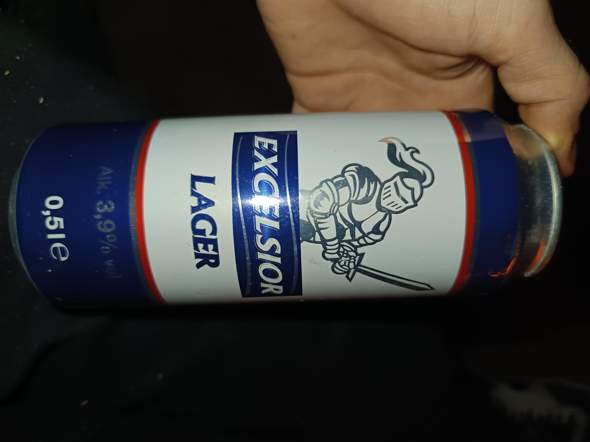 EXCELSIOR
LAGER
Alk. 3,9% vol
0,5l℮